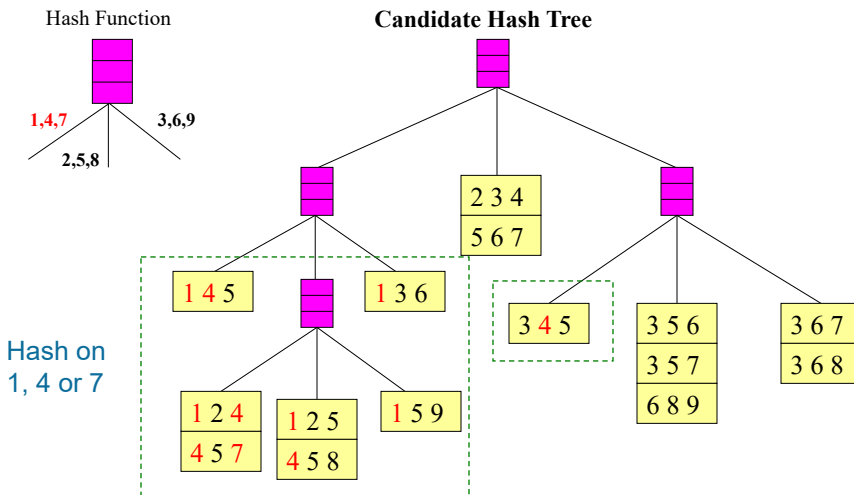 Hash Function
Candidate Hash Tree
1,4,7
3,6,9
2,5,8
2 3 4
5 6 7
1 4 5
1 3 6
3 4 5
3 5 6
3 5 7
6 8 9
3 6 7
3 6 8
Hash on
1, 4 or 7
1 2 4
4 5 7
1 2 5
4 5 8
1 5 9